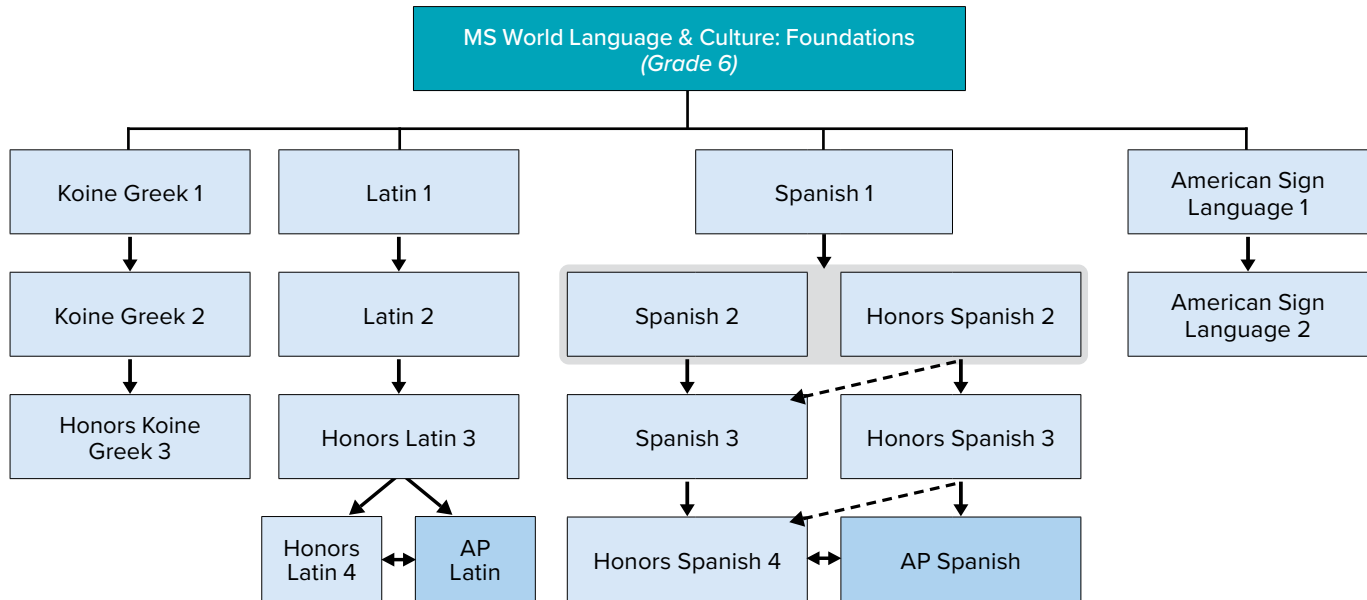 MS World Language & Culture: Foundations
(Grade 6)
Koine Greek 1
Latin 1
Spanish 1
American Sign
Language 1
Koine Greek 2
Latin 2
Spanish 2
Honors Spanish 2
American Sign
Language 2
Honors Koine
Greek 3
Honors Latin 3
Spanish 3
Honors Spanish 3
Honors
Latin 4
AP
Latin
Honors Spanish 4
AP Spanish